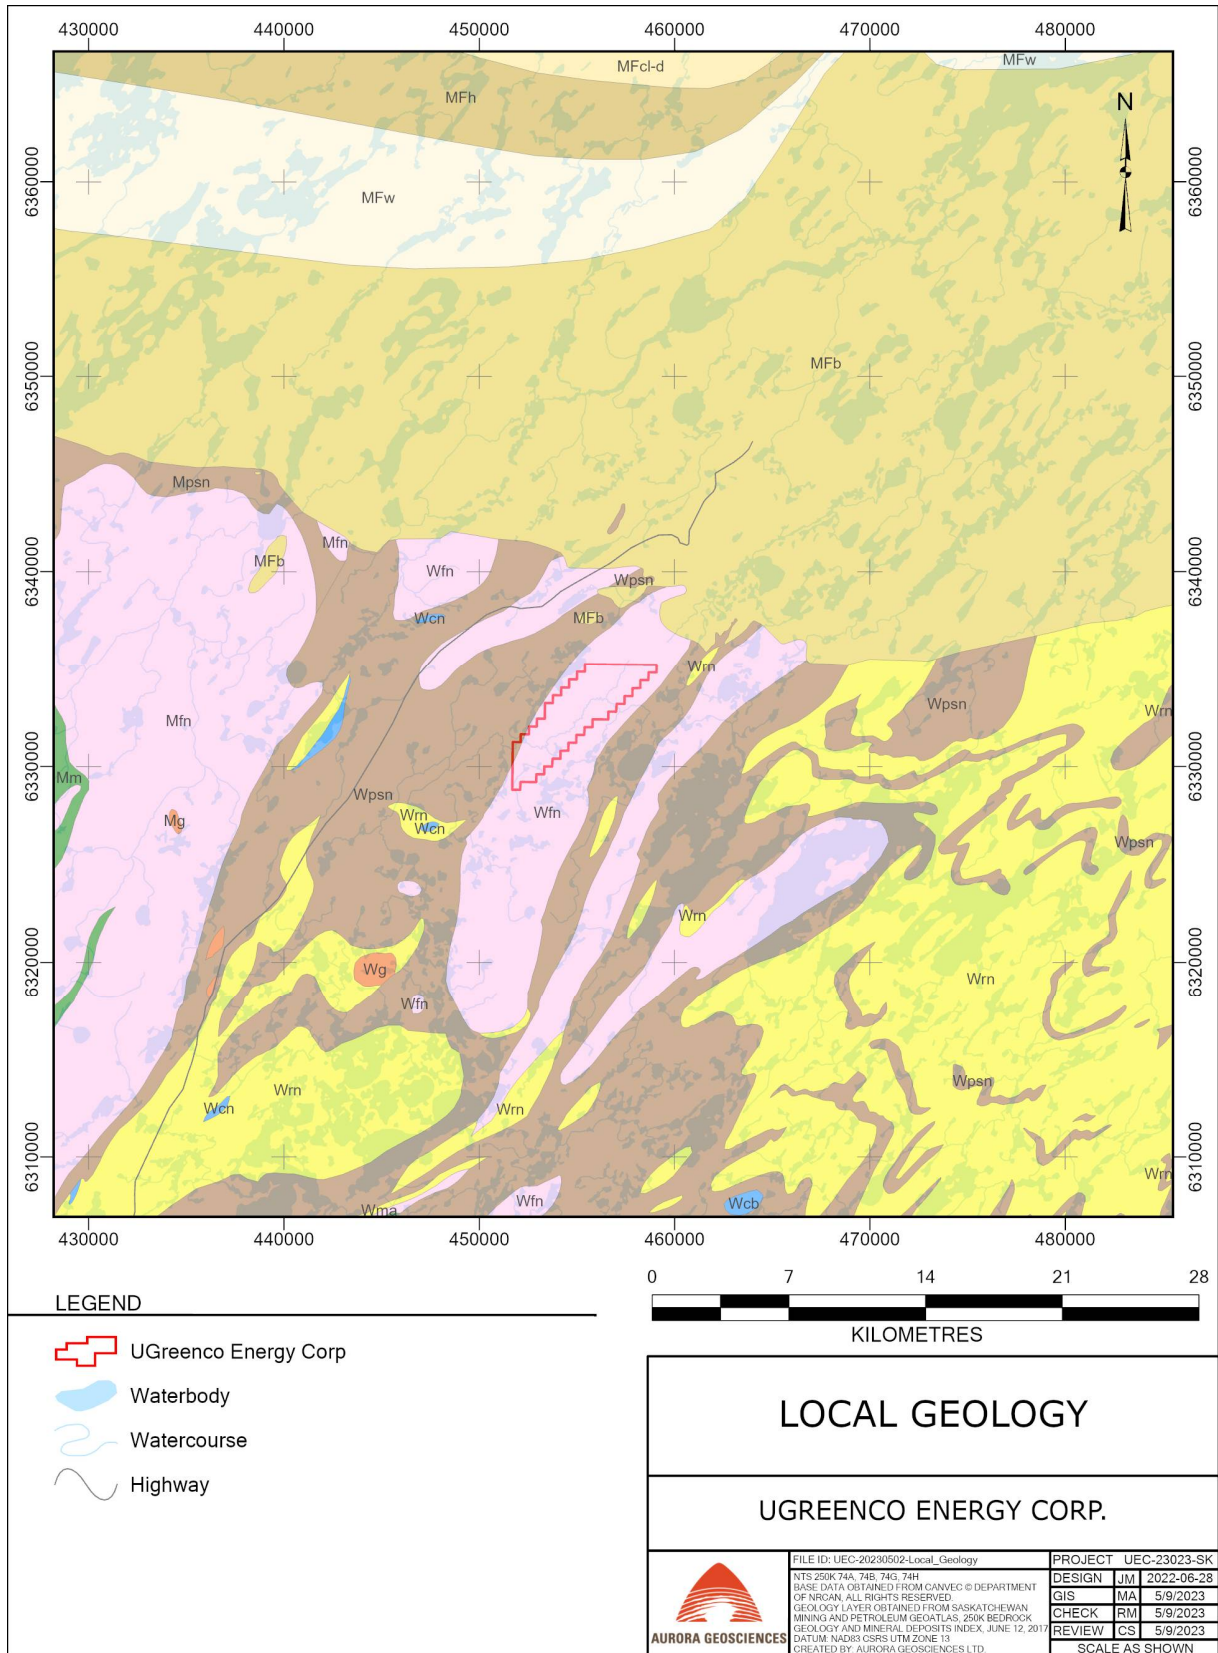 430000 440000 450000 460000 470000 480000
MFw
MFcl-d
MFh
N
6360000 6360000
MFw
6350000 6350000
MFb
Mpsn
Mfn
MFb
Wfn
6340000 6340000
Wpsn
Wcn
MFb
Wrn
Wpsn
Wrn
Mfn
6330000 6330000
Mm
Wpsn
Mg
Wrn
Wfn
Wcn
Wpsn
Wrn
6320000 6320000
Wg
Wrn
Wfn
Wpsn
Wrn
Wcn
Wrn
6310000 6310000
Wrn
Wma
Wfn
Wcb
430000 440000 450000 460000 470000 480000
0 7 14 21 28
KILOMETRES
LEGEND
UGreenco Energy Corp
Waterbody
Watercourse
Highway
LOCAL GEOLOGY
UGREENCO ENERGY CORP.
AURORA GEOSCIENCES
FILE ID: UEC-20230502-Local_Geology
NTS 250K 74A, 74B, 74G, 74H
BASE DATA OBTAINED FROM CANVEC © DEPARTMENT
OF NRCAN, ALL RIGHTS RESERVED.
GEOLOGY LAYER OBTAINED FROM SASKATCHEWAN
MINING AND PETROLEUM GEOATLAS, 250K BEDROCK
GEOLOGY AND MINERAL DEPOSITS INDEX, JUNE 12, 2017
DATUM: NAD83 CSRS UTM ZONE 13
CREATED BY: AURORA GEOSCIENCES LTD.
PROJECT UEC-23023-SK
DESIGN JM 2022-06-28
GIS MA 5/9/2023
CHECK RM 5/9/2023
REVIEW CS 5/9/2023
SCALE AS SHOWN